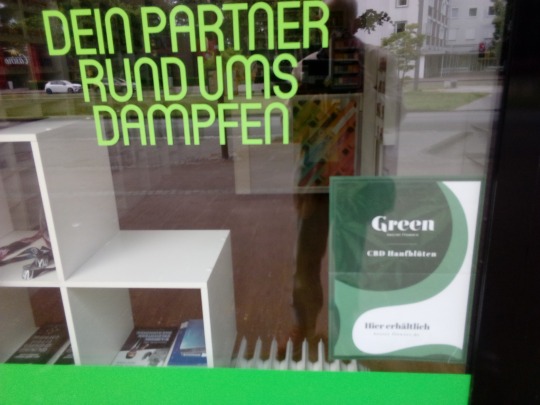 DEIN PARTNER
RUND UMS
DAMPFEN
Green
CBD Hanfblüten
Hier erhältlich